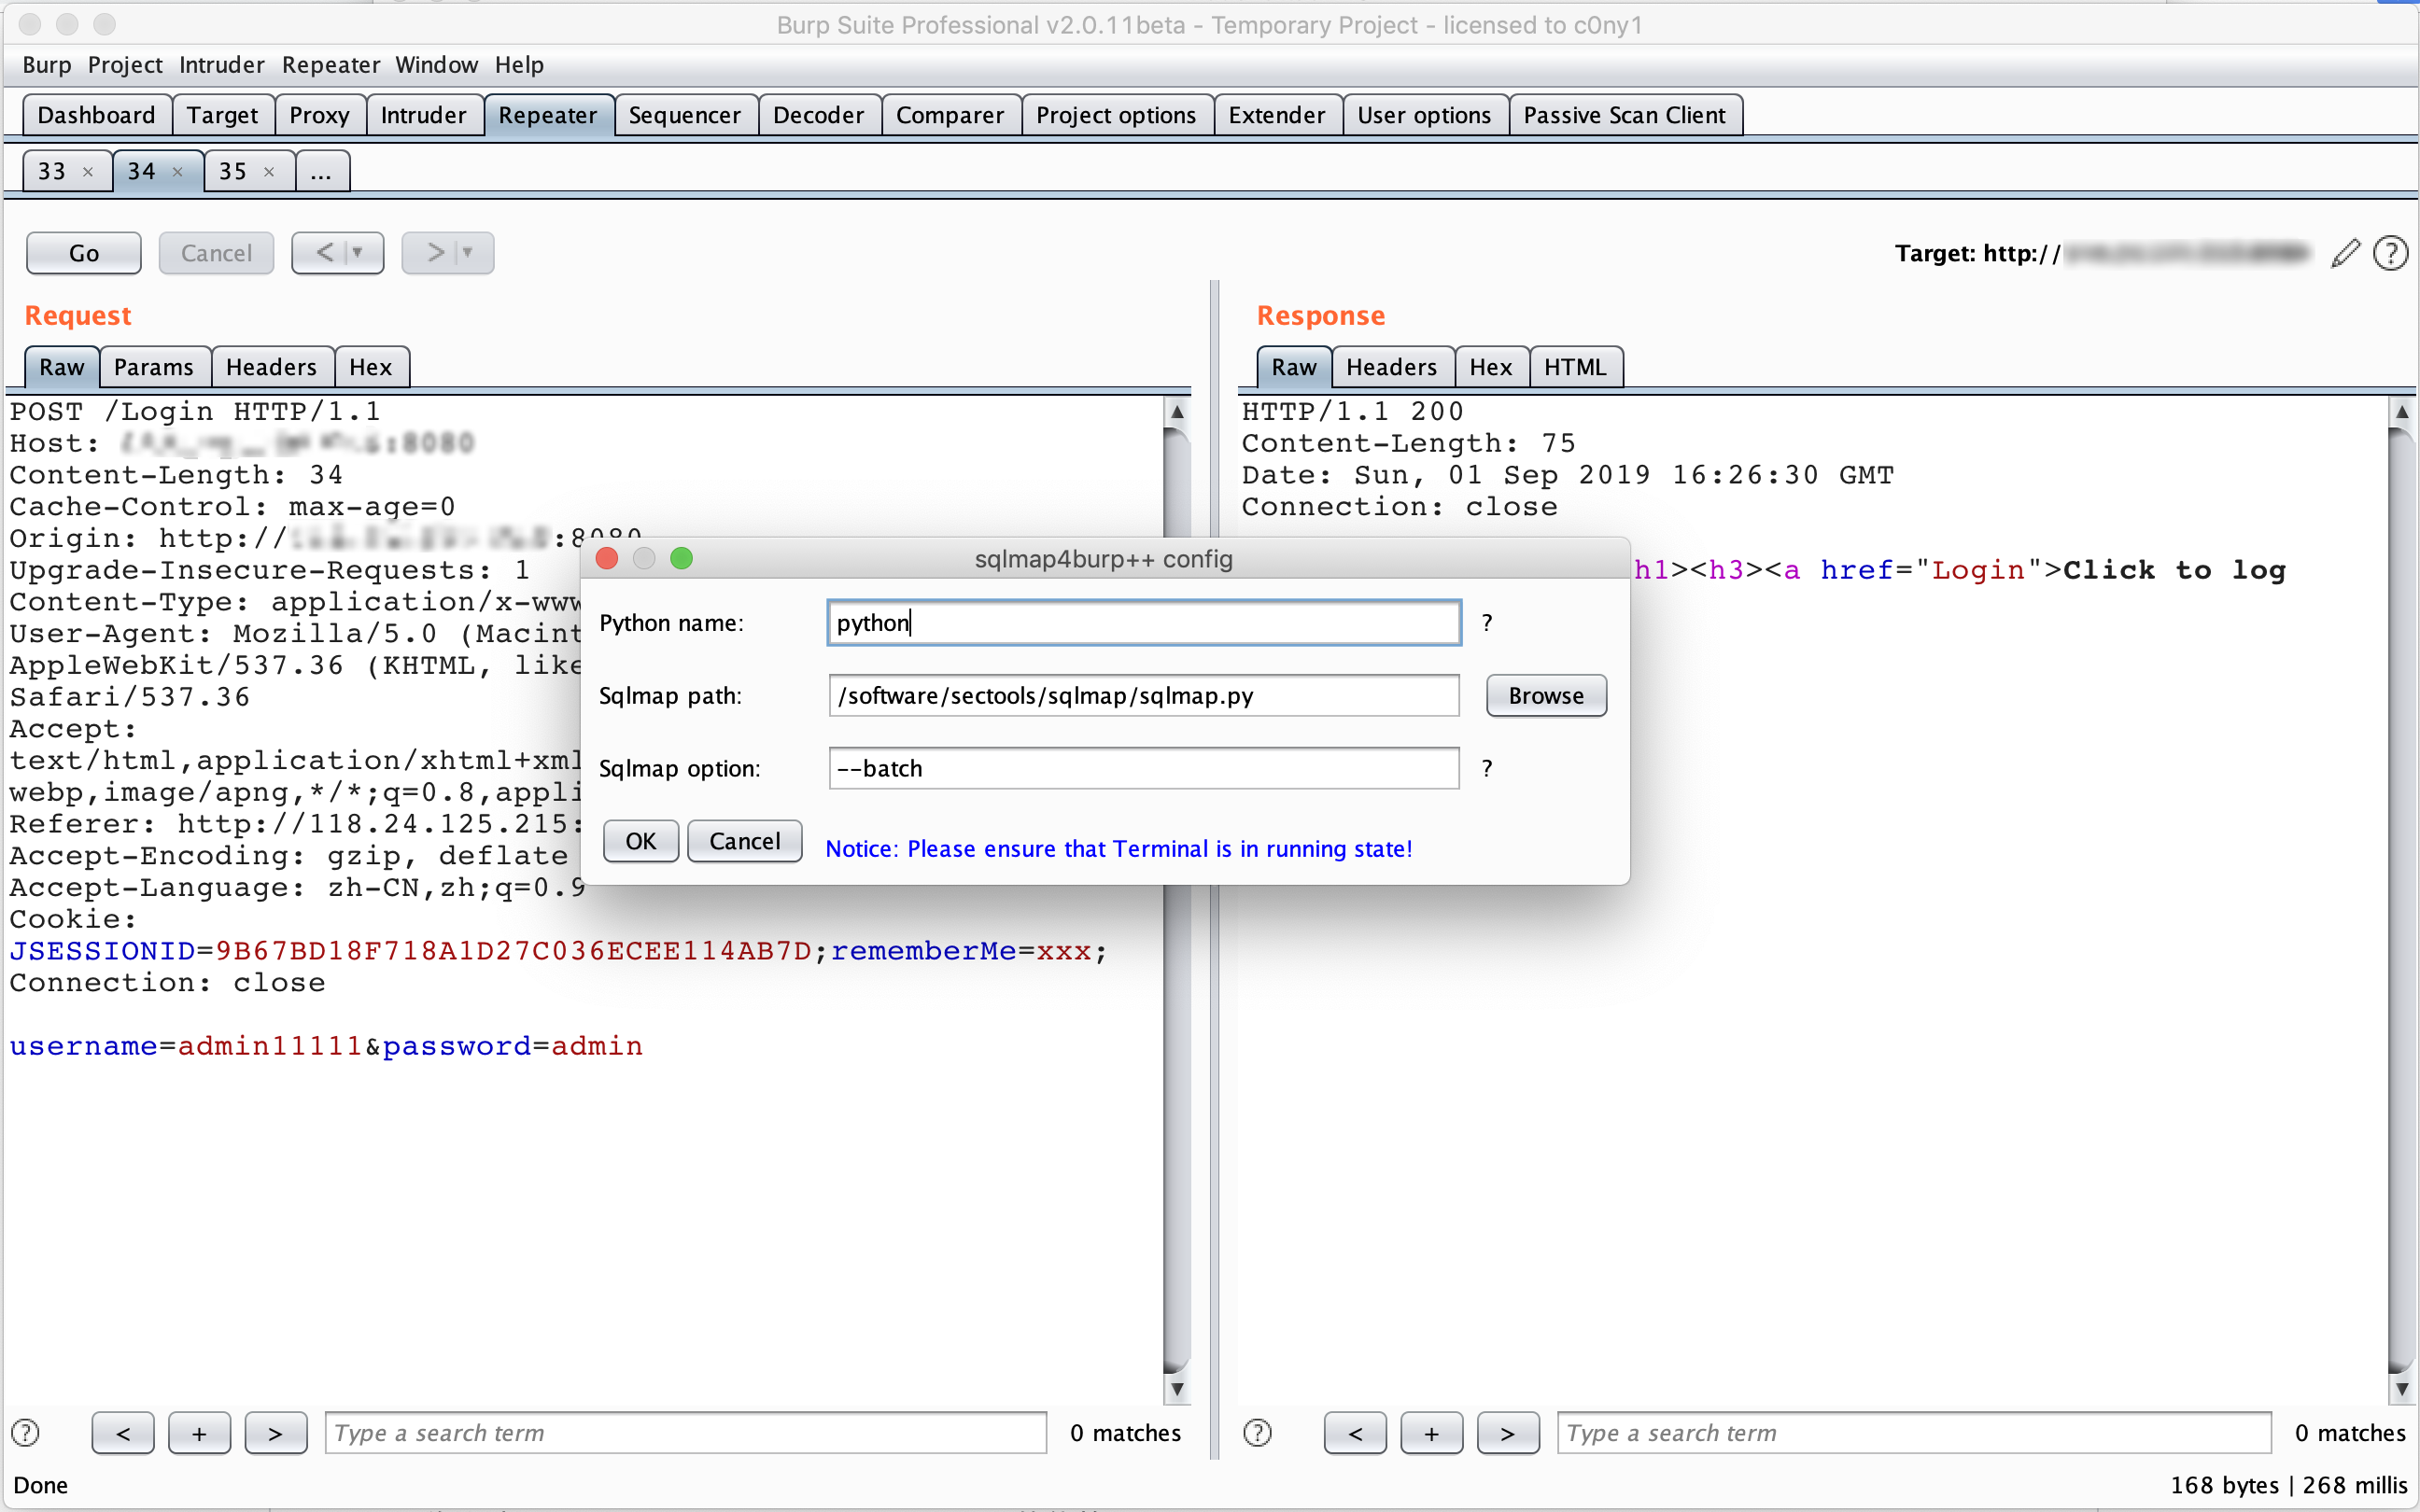 Burp Suite Professional v2.0.11beta - Temporary Project - licensed to c0ny1
Burp Project Intruder Repeater Window Help
Dashboard Target Proxy Intruder Repeater Sequencer Decoder Comparer Project options Extender User options Passive Scan Client
33 × 34 × 35 × ...
Go Cancel < > Target: http://
Request
Raw Params Headers Hex
POST /Login HTTP/1.1
Host: :8080
Content-Length: 34
Cache-Control: max-age=0
Origin: http:// :8080
Upgrade-Insecure-Requests: 1
Content-Type: application/x-www
User-Agent: Mozilla/5.0 (Macint
AppleWebKit/537.36 (KHTML, like
Safari/537.36
Accept:
text/html,application/xhtml+xml
webp,image/apng,*/*;q=0.8,appli
Referer: http://118.24.125.215:
Accept-Encoding: gzip, deflate
Accept-Language: zh-CN,zh;q=0.9
Cookie:
JSESSIONID=9B67BD18F718A1D27C036ECEE114AB7D;rememberMe=xxx;
Connection: close
username=admin11111&password=admin
Response
Raw Headers Hex HTML
HTTP/1.1 200
Content-Length: 75
Date: Sun, 01 Sep 2019 16:26:30 GMT
Connection: close
h1><h3><a href="Login">Click to log
sqlmap4burp++ config
Python name: python ?
Sqlmap path: /software/sectools/sqlmap/sqlmap.py Browse
Sqlmap option: --batch ?
OK Cancel Notice: Please ensure that Terminal is in running state!
? < + > Type a search term 0 matches
? < + > Type a search term 0 matches
Done
168 bytes | 268 millis